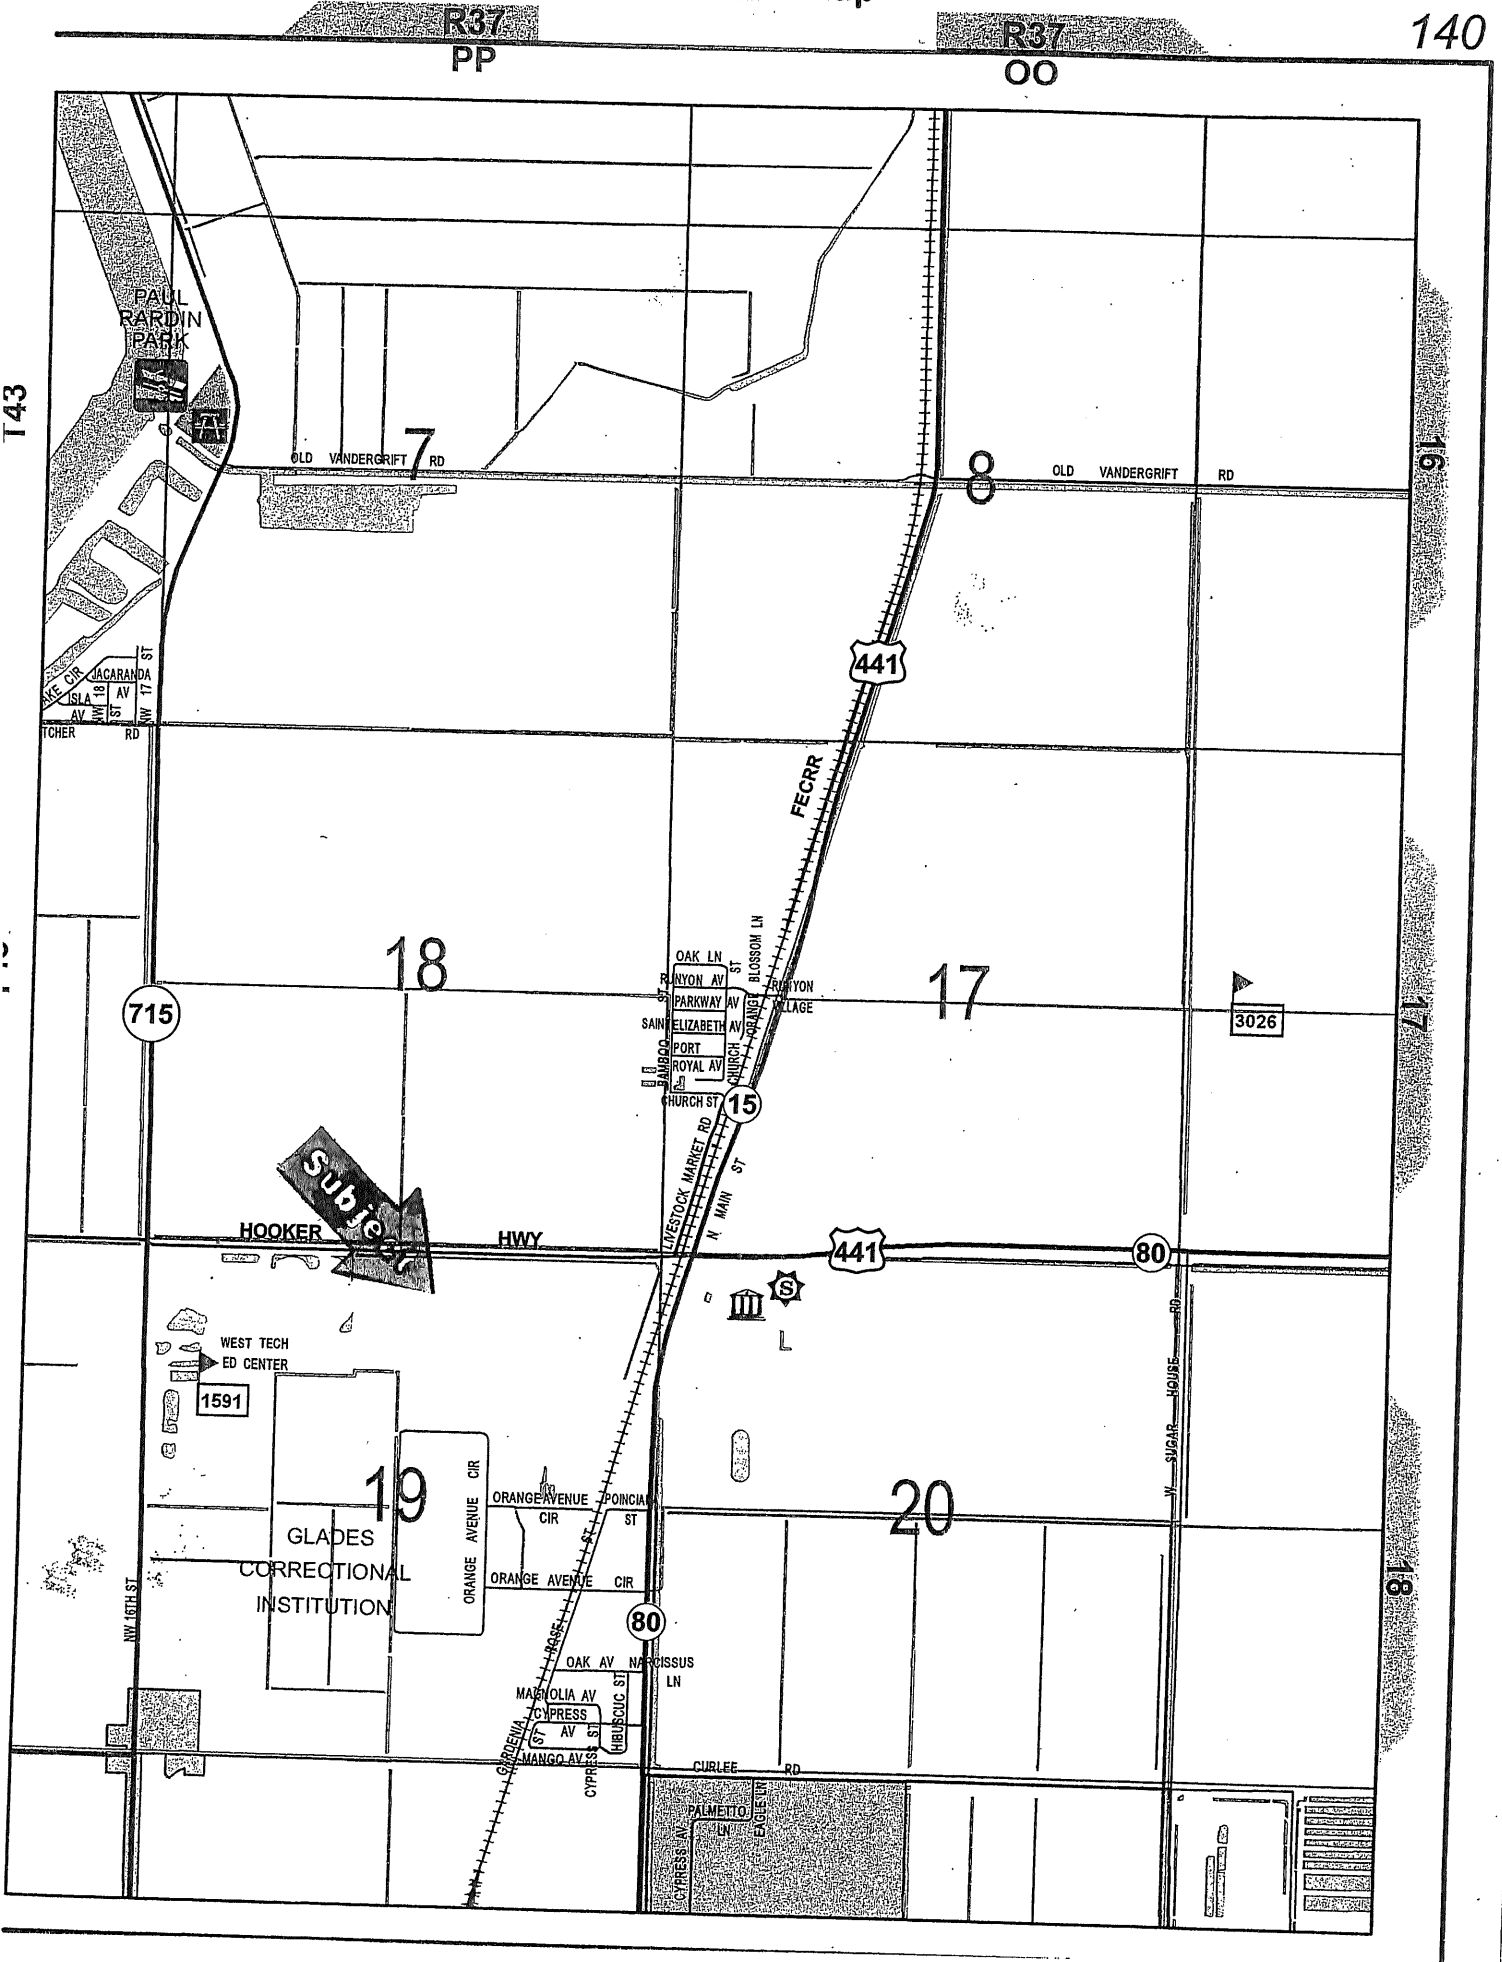 R37
PP
R37
OO
140
T43
PAUL
RARDIN
PARK
7
OLD VANDERGRIFT RD
8
OLD VANDERGRIFT RD
16
441
JACARANDA
AV
ISLA
AV
NW 18
ST
NW 17 ST
CIR
RD
FECRR
18
17
OAK LN
RUNYON AV
ST
PARKWAY AV
SAINT ELIZABETH AV
PORT
ROYAL AV
BAMBOO
ST
CHURCH
ORANGE BLOSSOM LN
RUNYON
VILLAGE
CHURCH ST
3026
17
715
15
LIVESTOCK MARKET RD
N MAIN ST
Subject
HOOKER HWY
441
80
S
L
WEST TECH
ED CENTER
1591
W SUGAR HOUSE RD
19
20
ORANGE AVENUE CIR
ORANGE AVENUE
CIR
POINCIANA
ST
GLADES
CORRECTIONAL
INSTITUTION
ORANGE AVENUE CIR
18
NW 16TH ST
80
ROSE ST
OAK AV
NARCISSUS
LN
MAGNOLIA AV
CYPRESS
AV
ST
HIBUSCUC ST
MANGO AV
CYPRESS ST
GARDENIA
CURLEE RD
PALMETTO
LN
EAGLE LN
CYPRESS AV